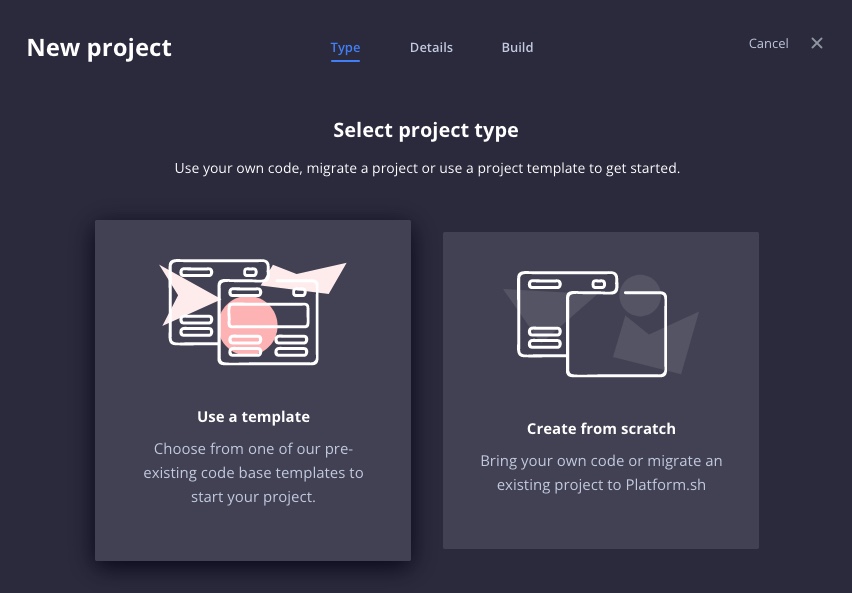 New project
Type
Details
Build
Cancel
Select project type
Use your own code, migrate a project or use a project template to get started.
Use a template
Choose from one of our pre-
existing code base templates to
start your project.
Create from scratch
Bring your own code or migrate an
existing project to Platform.sh